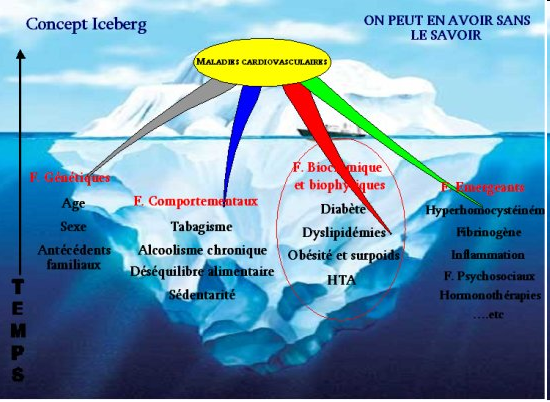 Concept Iceberg
ON PEUT EN AVOIR SANS
LE SAVOIR
MALADIES CARDIOVASCULAIRES
F. Génétiques
Age
Sexe
Antécédents
familiaux
F. Comportementaux
Tabagisme
Alcoolisme chronique
Déséquilibre alimentaire
Sédentarité
F. Biochimique
et biophysiques
Diabète
Dyslipidémies
Obésité et surpoids
HTA
F. Emergeants
Hyperhomocystéiném
Fibrinogène
Inflammation
F. Psychosociaux
Hormonothérapies
….etc
TEMPS